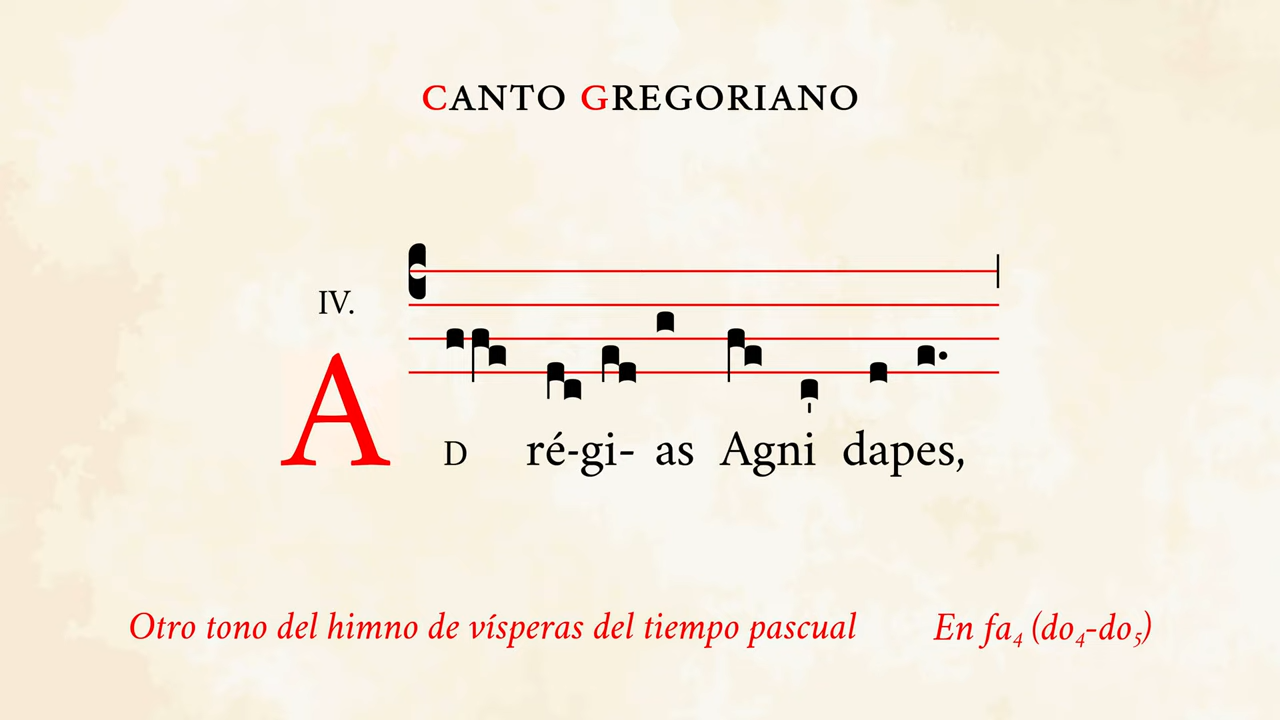 CANTO GREGORIANO
IV.
AD ré-gi- as Agni dapes,
Otro tono del himno de vísperas del tiempo pascual
En fa₄ (do₄-do₅)